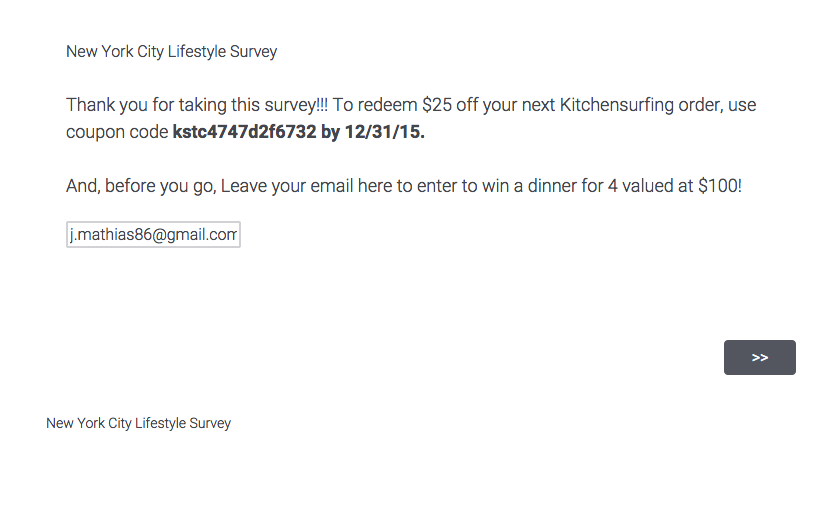 New York City Lifestyle Survey
Thank you for taking this survey!!! To redeem $25 off your next Kitchensurfing order, use
coupon code kstc4747d2f6732 by 12/31/15.
And, before you go, Leave your email here to enter to win a dinner for 4 valued at $100!
j.mathias86@gmail.com
>>
New York City Lifestyle Survey